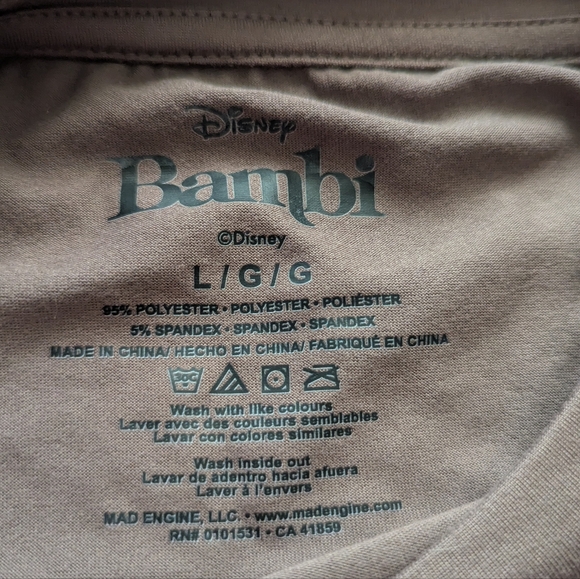 Disney
Bambi
©Disney
L / G / G
95% POLYESTER • POLYESTER • POLIÉSTER
5% SPANDEX • SPANDEX • SPANDEX
MADE IN CHINA/ HECHO EN CHINA/ FABRIQUÉ EN CHINA
30C
Wash with like colours
Laver avec des couleurs semblables
Lavar con colores similares
Wash inside out
Lavar de adentro hacia afuera
Laver à l'envers
MAD ENGINE, LLC. • www.madengine.com
RN# 0101531 • CA 41859